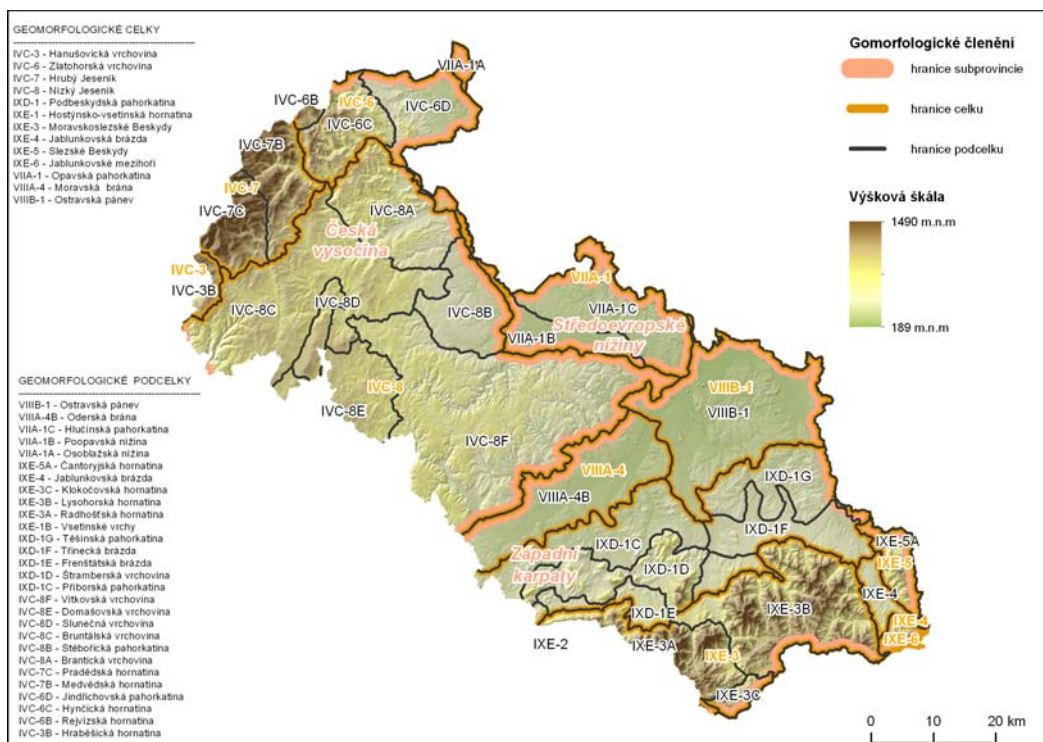 GEOMORFOLOGICKÉ CELKY
IVC-3 - Hanušovická vrchovina
IVC-6 - Zlatohorská vrchovina
IVC-7 - Hrubý Jeseník
IVC-8 - Nízký Jeseník
IXD-1 - Podbeskydská pahorkatina
IXE-1 - Hostýnsko-vsetínská hornatina
IXE-3 - Moravskoslezské Beskydy
IXE-4 - Jablunkovská brázda
IXE-5 - Slezské Beskydy
IXE-6 - Jablunkovské mezihoří
VIIA-1 - Opavská pahorkatina
VIIIA-4 - Moravská brána
VIIIB-1 - Ostravská pánev
GEOMORFOLOGICKÉ PODCELKY
VIIIB-1 - Ostravská pánev
VIIIA-4B - Oderská brána
VIIA-1C - Hlučínská pahorkatina
VIIA-1B - Poopavská nížina
VIIA-1A - Osoblažská nížina
IXE-5A - Čantoryjská hornatina
IXE-4 - Jablunkovská brázda
IXE-3C - Klokočovská hornatina
IXE-3B - Lysohorská hornatina
IXE-3A - Radhošťská hornatina
IXE-1B - Vsetínské vrchy
IXD-1G - Těšínská pahorkatina
IXD-1F - Třinecká brázda
IXD-1E - Frenštátská brázda
IXD-1D - Štramberská vrchovina
IXD-1C - Příborská pahorkatina
IVC-8F - Vítkovská vrchovina
IVC-8E - Domašovská vrchovina
IVC-8D - Slunečná vrchovina
IVC-8C - Bruntálská vrchovina
IVC-8B - Stěbořická pahorkatina
IVC-8A - Brantická vrchovina
IVC-7C - Pradědská hornatina
IVC-7B - Medvědská hornatina
IVC-6D - Jindřichovská pahorkatina
IVC-6C - Hynčická hornatina
IVC-6B - Rejvízská hornatina
IVC-3B - Hraběšická hornatina
Gomorfologické členění
hranice subprovincie
hranice celku
hranice podcelku
Výšková škála
1490 m.n.m
189 m.n.m
VIIA-1A
IVC-6B
IVC-6
IVC-6D
IVC-6C
IVC-7B
IVC-7
IVC-7C
IVC-8A
Česká
vysočina
IVC-3
IVC-3B
IVC-8C
IVC-8D
IVC-8B
VIIA-1
VIIA-1C
VIIA-1B
Středoevropské
nížiny
IVC-8
IVC-8E
IVC-8F
VIIIB-1
VIIIB-1
VIIIA-4
VIIIA-4B
IXD-1G
IXD-1F
IXD-1C
IXD-1D
Západní
karpaty
IXD-1E
IXE-2
IXE-3A
IXE-3
IXE-3B
IXE-3C
IXE-5A
IXE-5
IXE-4
IXE-4
IXE-6
0 10 20 km